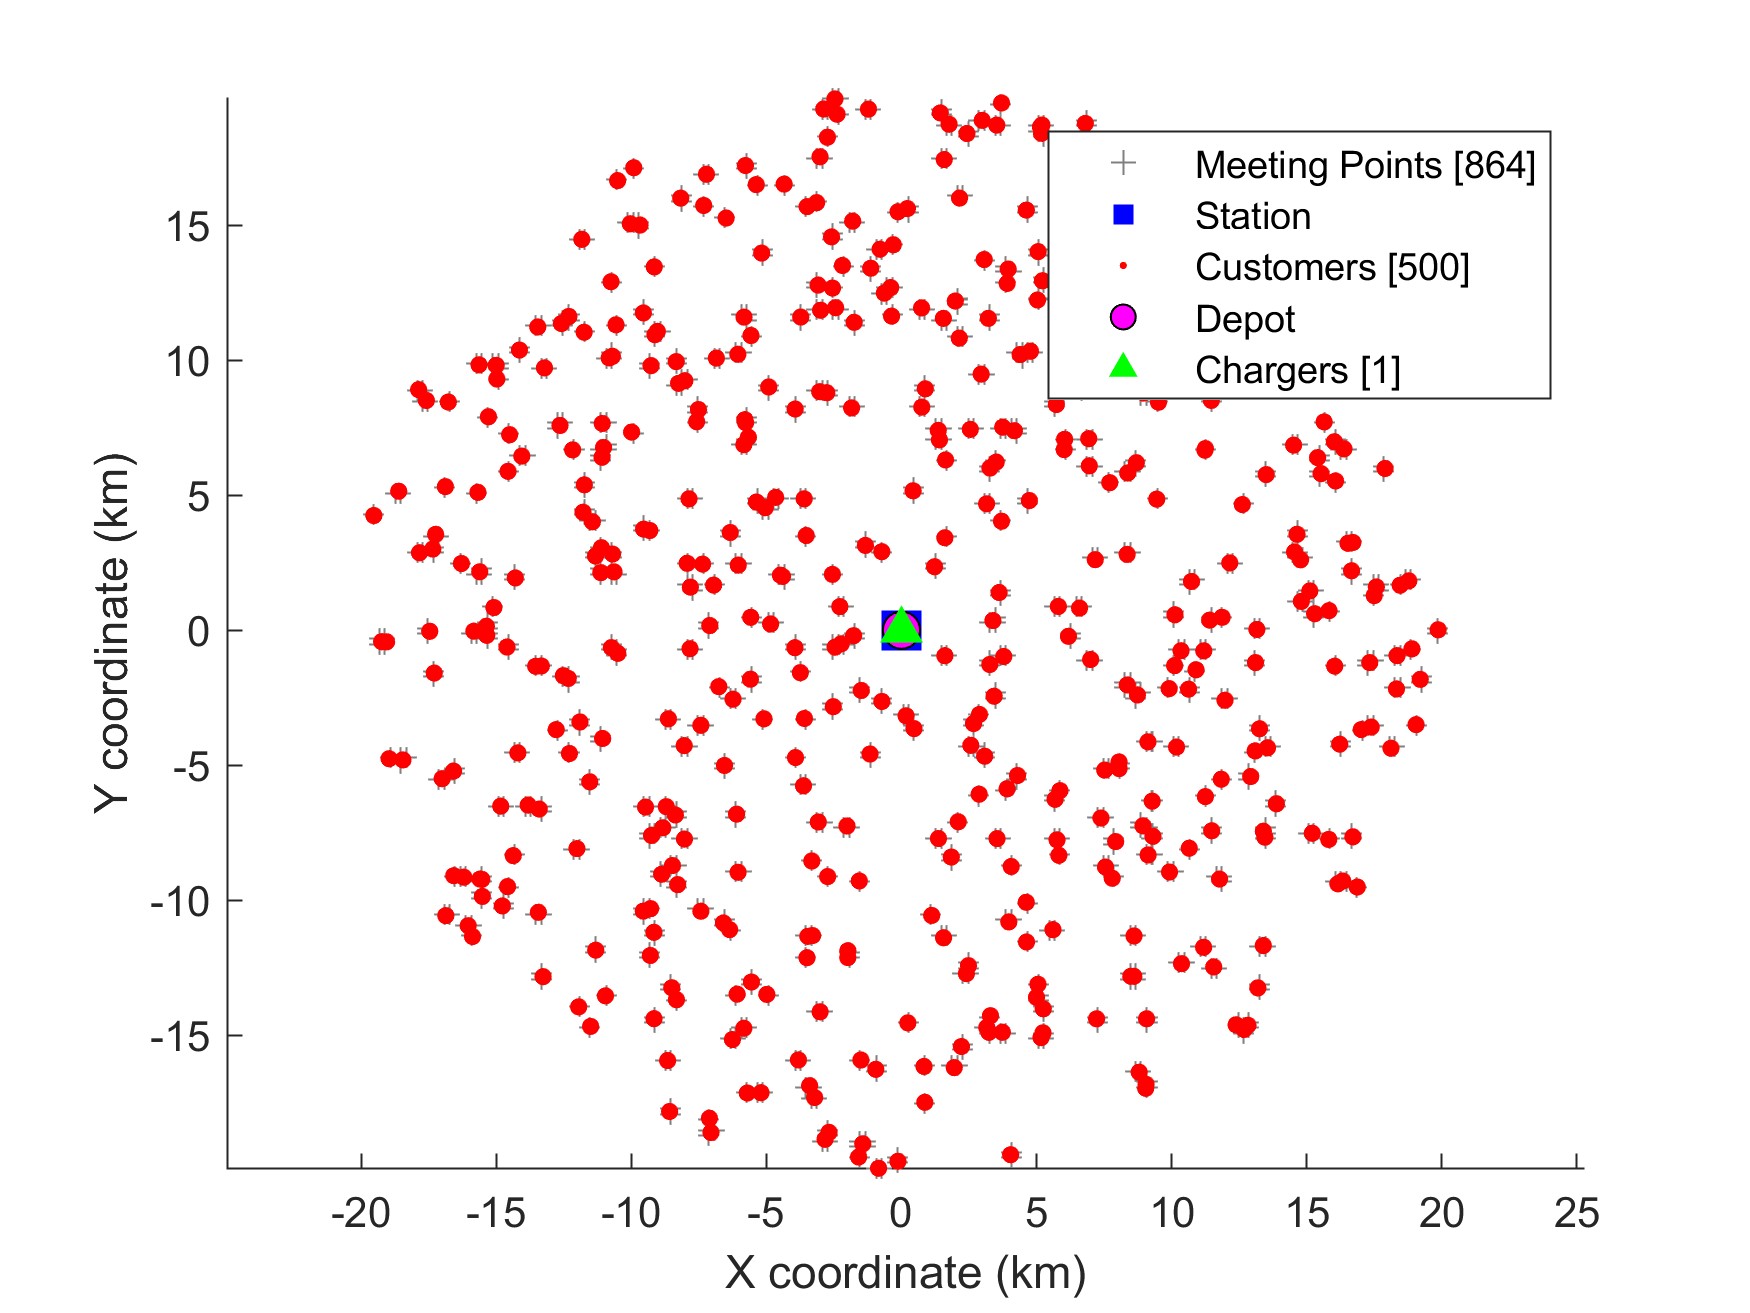 Meeting Points [864]
Station
Customers [500]
Depot
Chargers [1]
15
10
5
0
-5
-10
-15
Y coordinate (km)
-20 -15 -10 -5 0 5 10 15 20 25
X coordinate (km)